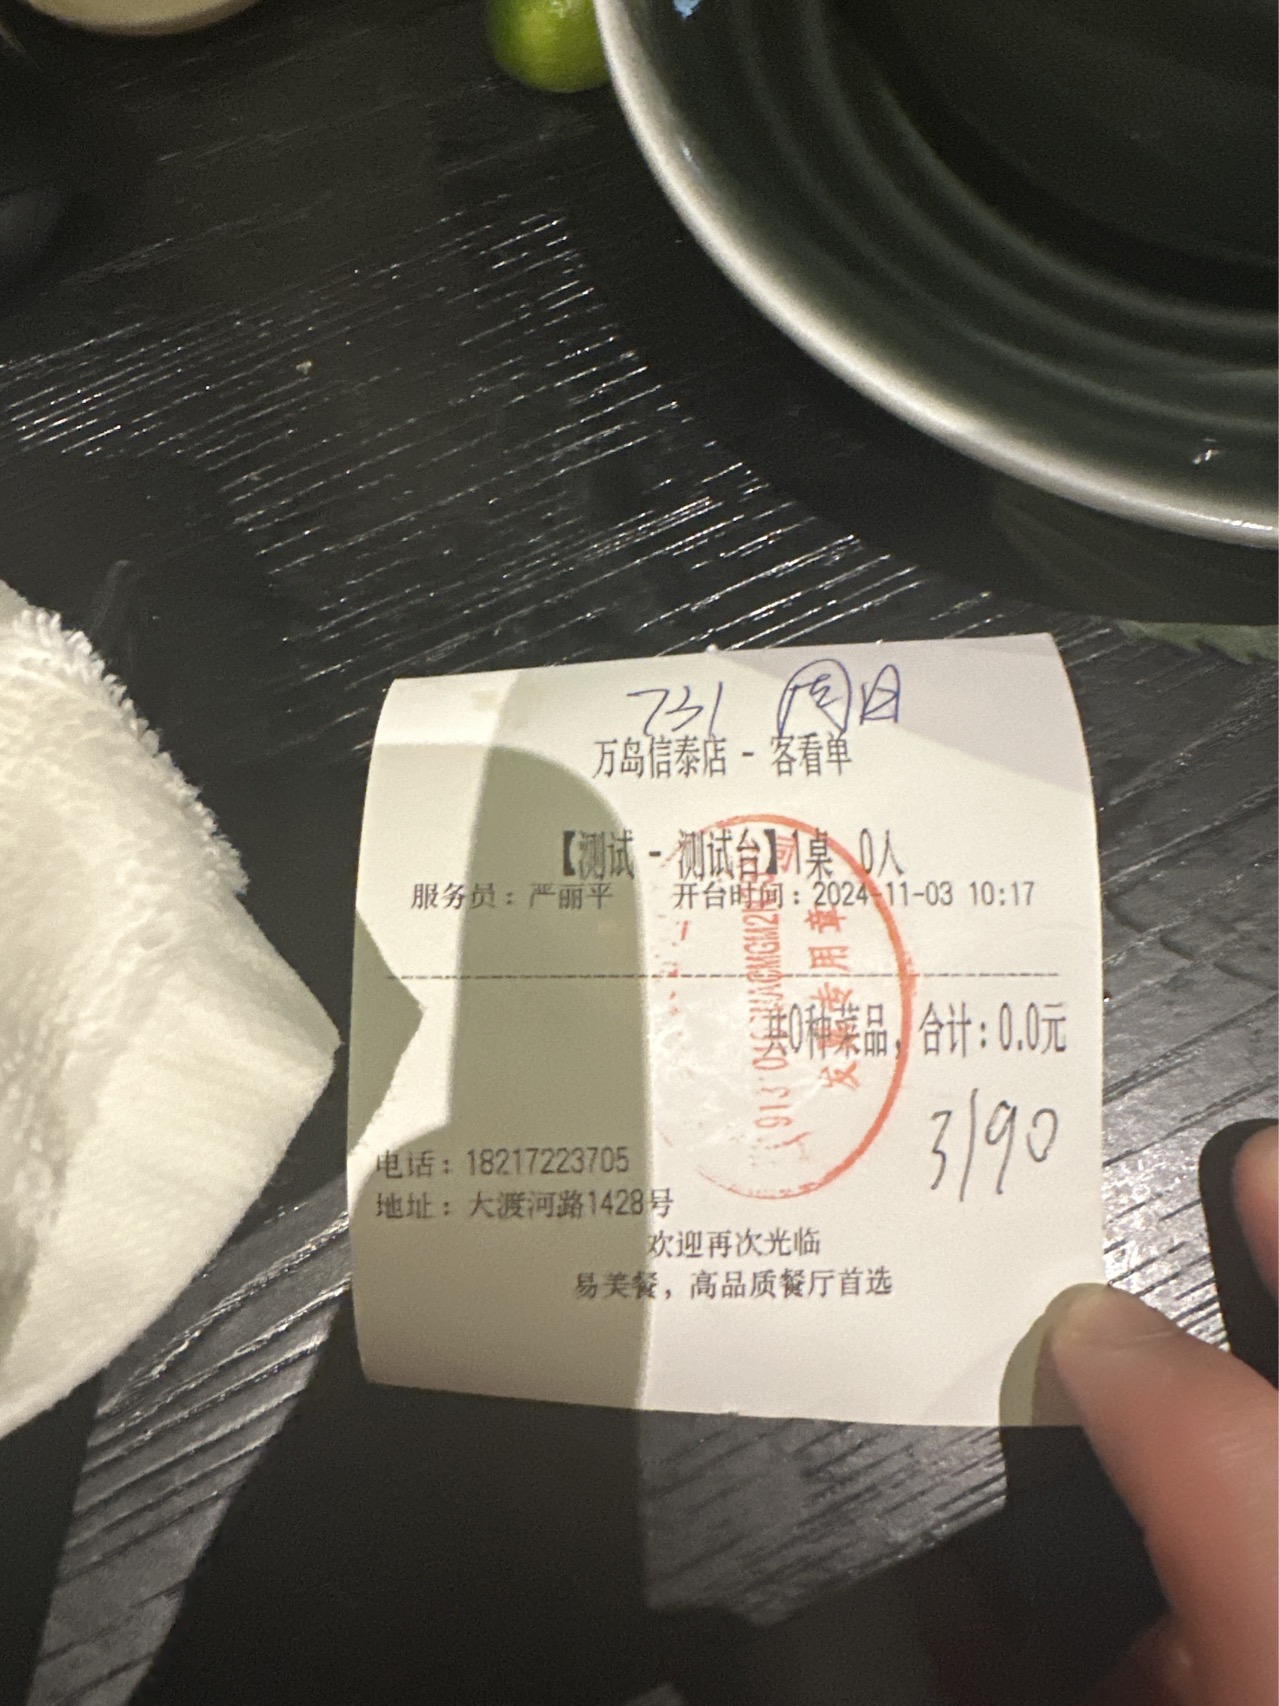 731 周日
万岛信泰店 - 客看单
【测试 - 测试台】1桌 0人
服务员：严丽平 开台时间：2024-11-03 10:17
共0种菜品，合计：0.0元
3190
电话：18217223705
地址：大渡河路1428号
欢迎再次光临
易美餐，高品质餐厅首选
专用章